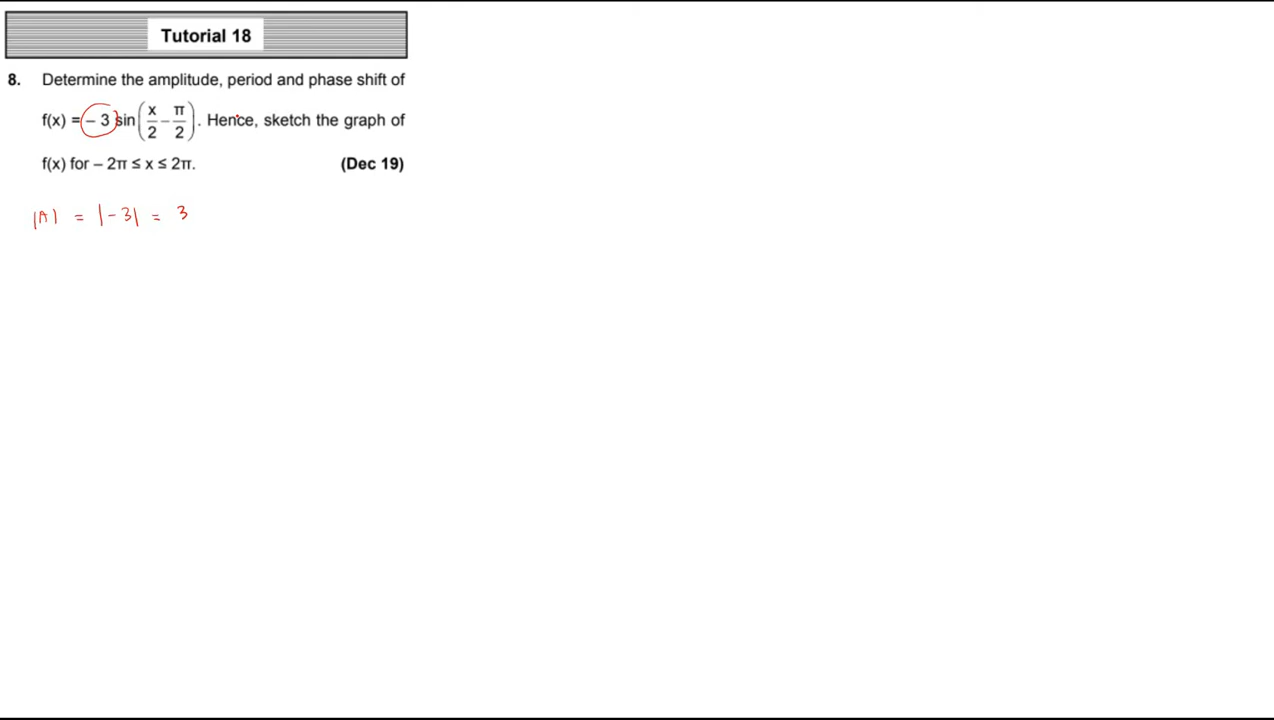 Tutorial 18
8. Determine the amplitude, period and phase shift of
f(x) = – 3 sin(x/2 – π/2). Hence, sketch the graph of
f(x) for – 2π ≤ x ≤ 2π. (Dec 19)
|A| = |-3| = 3